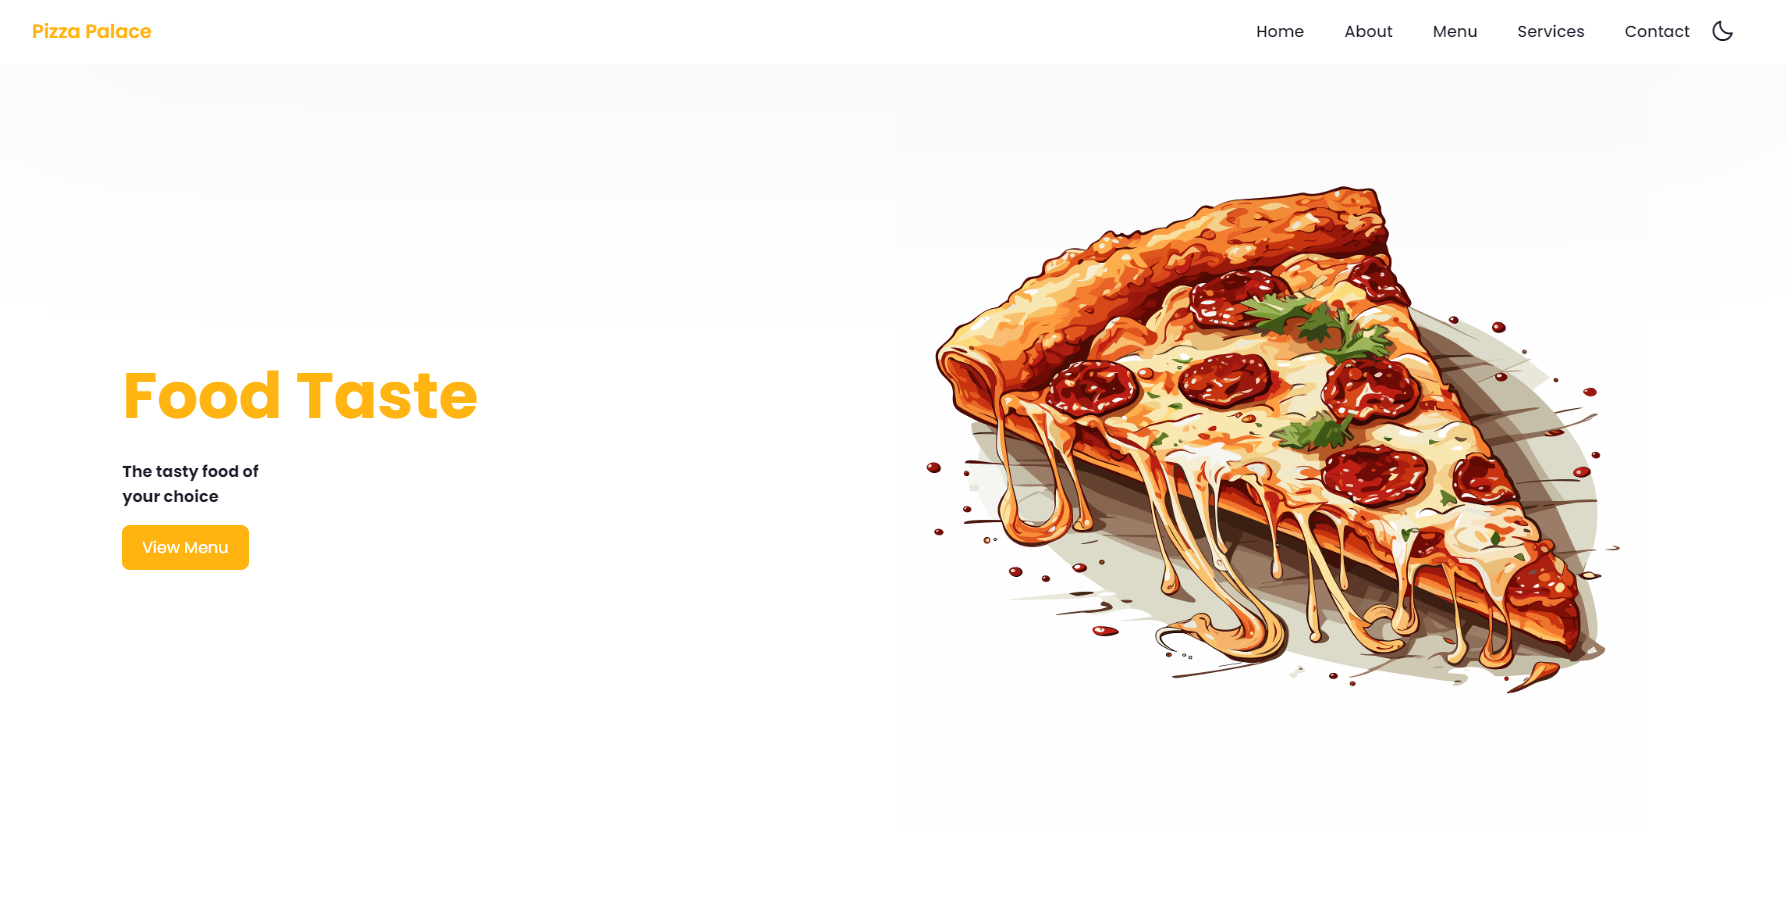 Pizza Palace
Home About Menu Services Contact
Food Taste
The tasty food of
your choice
View Menu